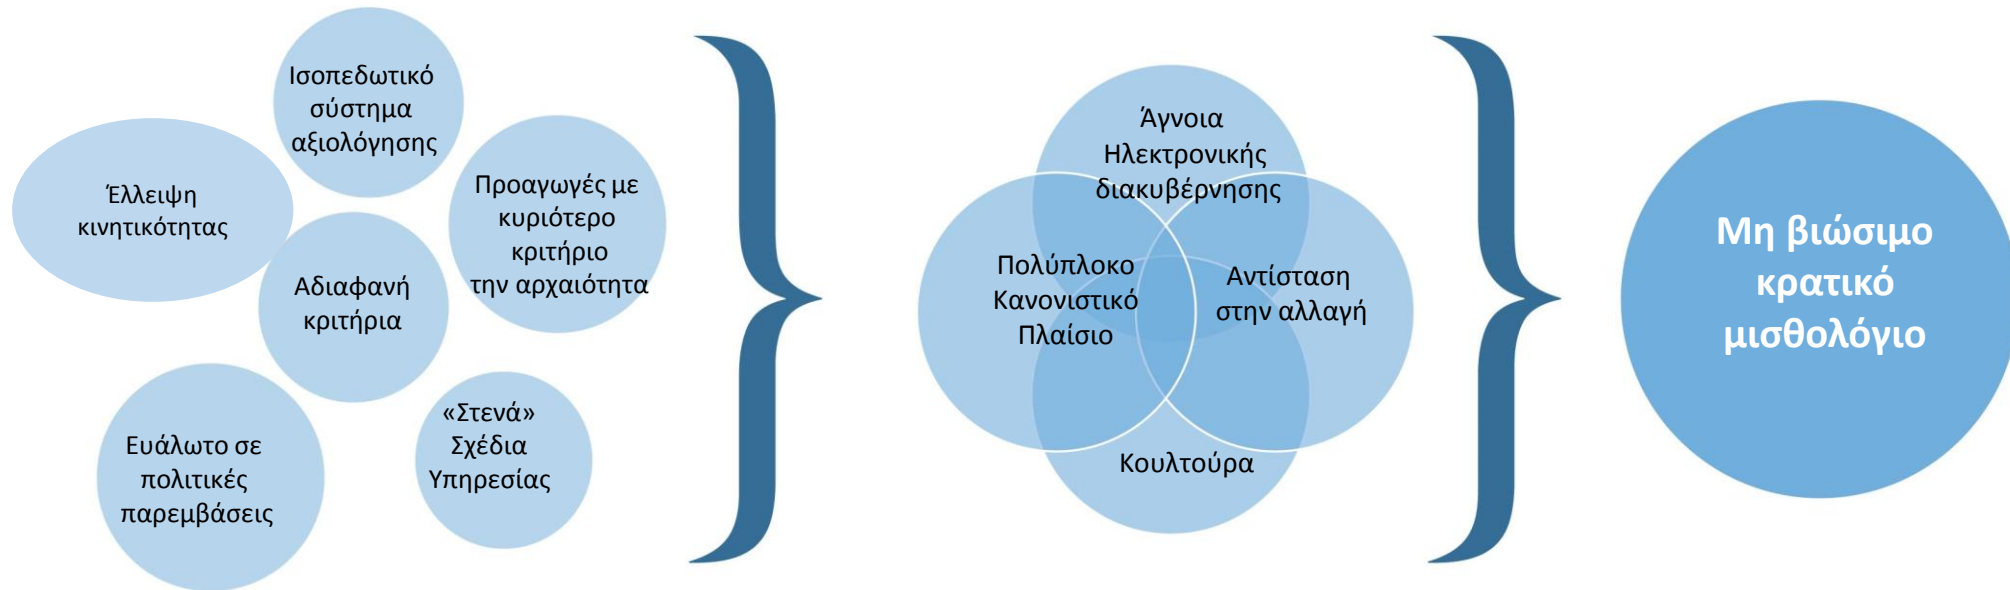 Ισοπεδωτικό
σύστημα
αξιολόγησης
Έλλειψη
κινητικότητας
Προαγωγές με
κυριότερο
κριτήριο
την αρχαιότητα
Αδιαφανή
κριτήρια
Ευάλωτο σε
πολιτικές
παρεμβάσεις
«Στενά»
Σχέδια
Υπηρεσίας
Άγνοια
Ηλεκτρονικής
διακυβέρνησης
Πολύπλοκο
Κανονιστικό
Πλαίσιο
Αντίσταση
στην αλλαγή
Κουλτούρα
Μη βιώσιμο
κρατικό
μισθολόγιο